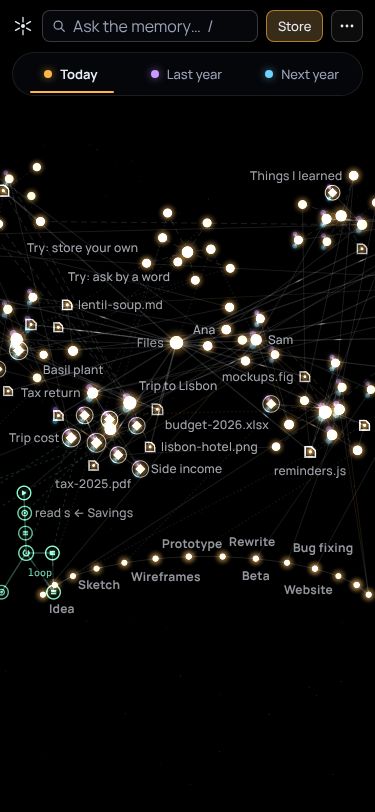 Ask the memory... /
Store
Today
Last year
Next year
Things I learned
Try: store your own
Try: ask by a word
lentil-soup.md
Ana
Files
Sam
Basil plant
mockups.fig
Trip to Lisbon
Tax return
budget-2026.xlsx
Trip cost
lisbon-hotel.png
Side income
reminders.js
tax-2025.pdf
read s ← Savings
Prototype
Rewrite
Bug fixing
loop
Wireframes
Beta
Sketch
Website
Idea